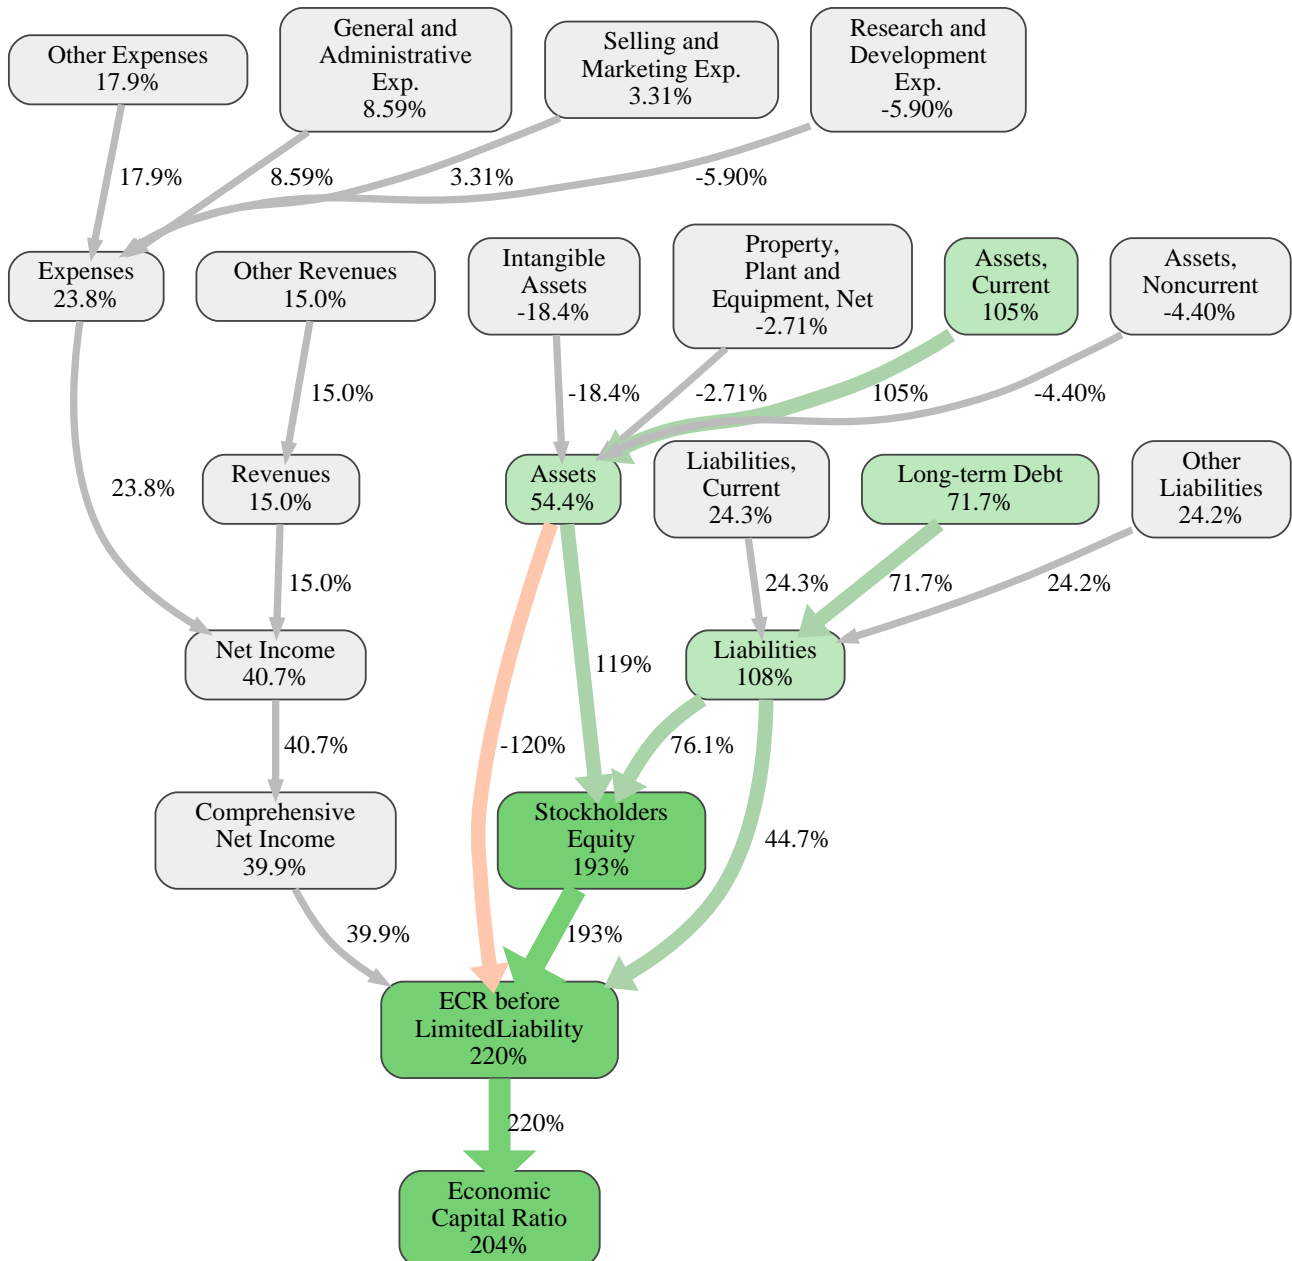 Other Expenses
17.9%
General and
Administrative
Exp.
8.59%
Selling and
Marketing Exp.
3.31%
Research and
Development
Exp.
-5.90%
17.9%
8.59%
3.31%
-5.90%
Expenses
23.8%
Other Revenues
15.0%
Intangible
Assets
-18.4%
Property,
Plant and
Equipment, Net
-2.71%
Assets,
Current
105%
Assets,
Noncurrent
-4.40%
15.0%
-18.4%
-2.71%
105%
-4.40%
23.8%
Revenues
15.0%
Assets
54.4%
Liabilities,
Current
24.3%
Long-term Debt
71.7%
Other
Liabilities
24.2%
15.0%
24.3%
71.7%
24.2%
Net Income
40.7%
119%
Liabilities
108%
40.7%
-120%
76.1%
Comprehensive
Net Income
39.9%
Stockholders
Equity
193%
44.7%
39.9%
193%
ECR before
LimitedLiability
220%
220%
Economic
Capital Ratio
204%